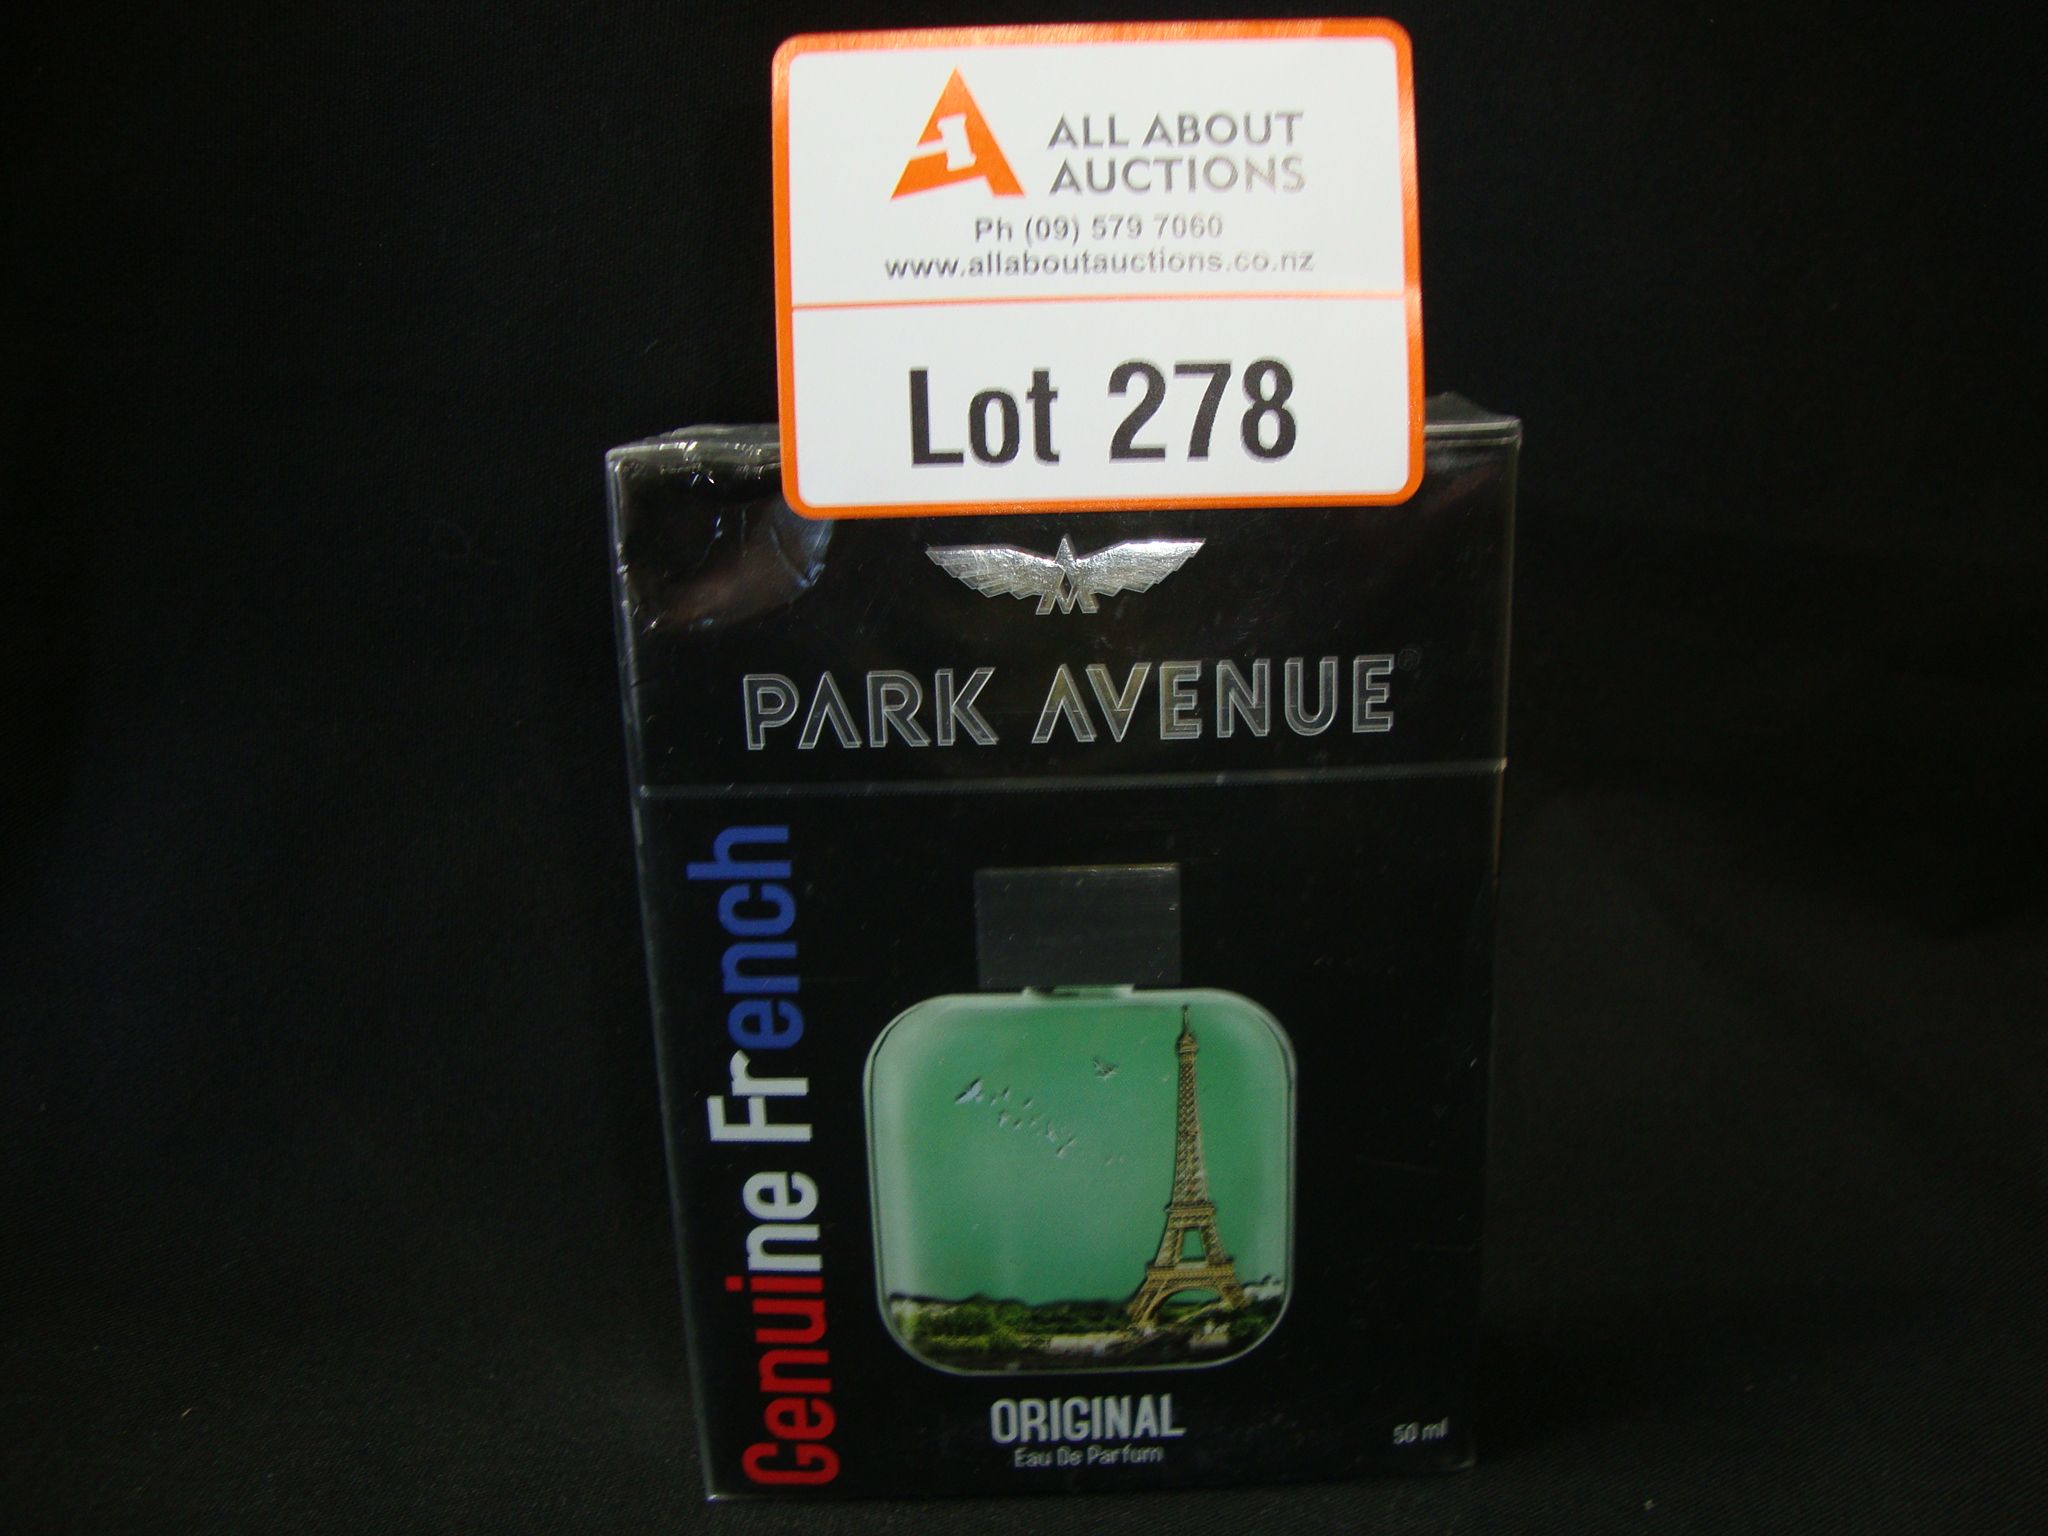 ALL ABOUT
AUCTIONS
Ph (09) 579 7060
www.allaboutauctions.co.nz
Lot 278
PARK AVENUE®
Genuine French
ORIGINAL
Eau De Parfum
50 ml